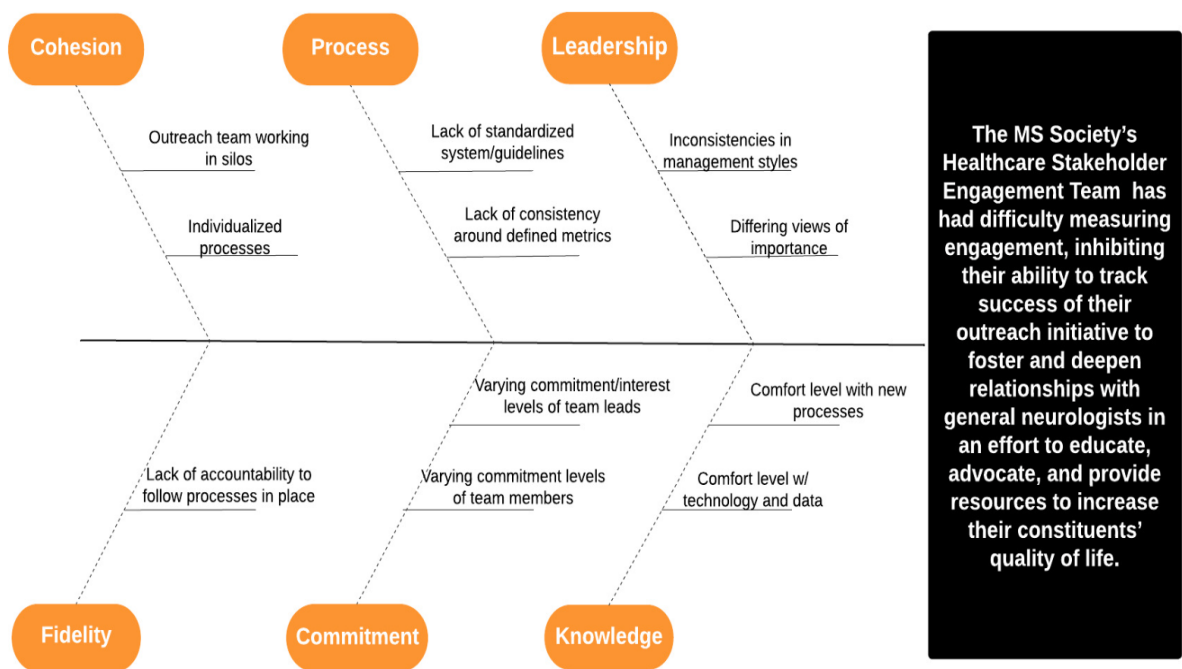 Cohesion
Process
Leadership
Outreach team working
in silos
Individualized
processes
Lack of standardized
system/guidelines
Lack of consistency
around defined metrics
Inconsistencies in
management styles
Differing views of
importance
Lack of accountability to
follow processes in place
Varying commitment/interest
levels of team leads
Varying commitment levels
of team members
Comfort level with new
processes
Comfort level w/
technology and data
Fidelity
Commitment
Knowledge
The MS Society’s
Healthcare Stakeholder
Engagement Team has
had difficulty measuring
engagement, inhibiting
their ability to track
success of their
outreach initiative to
foster and deepen
relationships with
general neurologists in
an effort to educate,
advocate, and provide
resources to increase
their constituents’
quality of life.